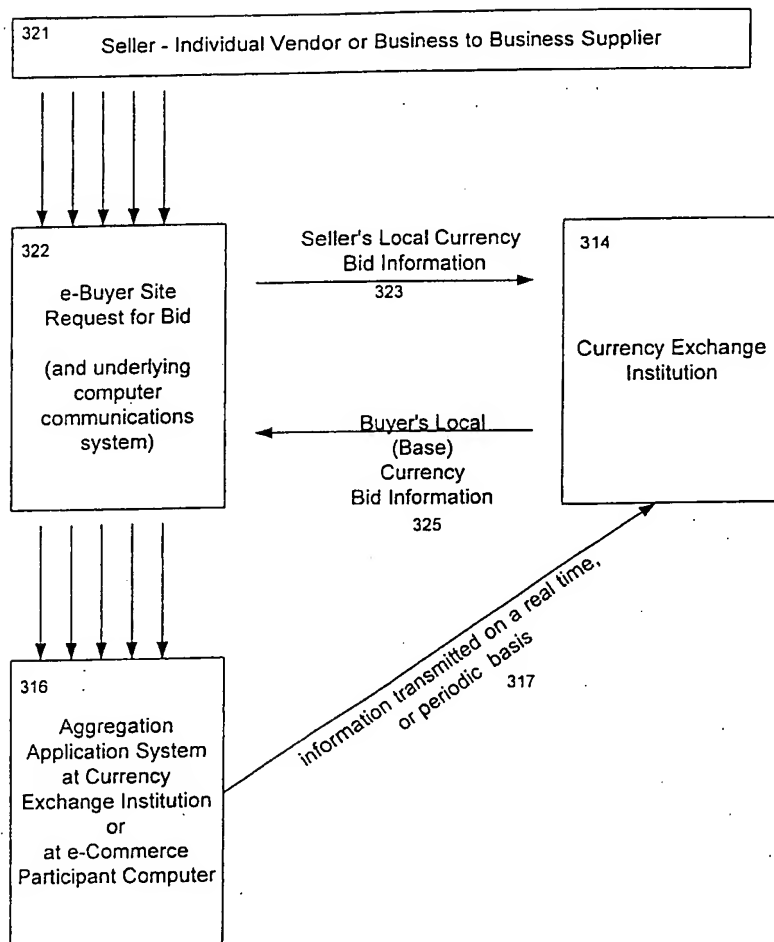 321
Seller - Individual Vendor or Business to Business Supplier
322
e-Buyer Site
Request for Bid
(and underlying
computer
communications
system)
Seller's Local Currency
Bid Information
323
314
Currency Exchange
Institution
Buyer's Local
(Base)
Currency
Bid Information
325
316
Aggregation
Application System
at Currency
Exchange Institution
or
at e-Commerce
Participant Computer
information transmitted on a real time,
or periodic basis
317